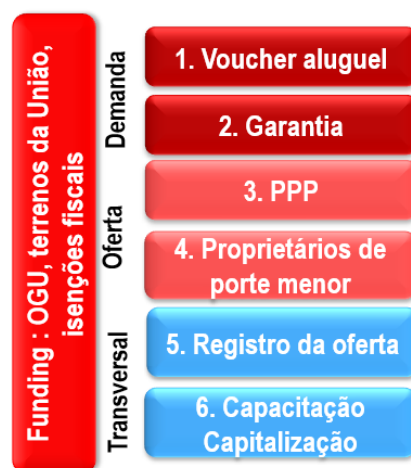 Funding : OGU, terrenos da União,
isenções fiscais
Demanda
1. Voucher aluguel
2. Garantia
Oferta
3. PPP
4. Proprietários de
porte menor
Transversal
5. Registro da oferta
6. Capacitação
Capitalização